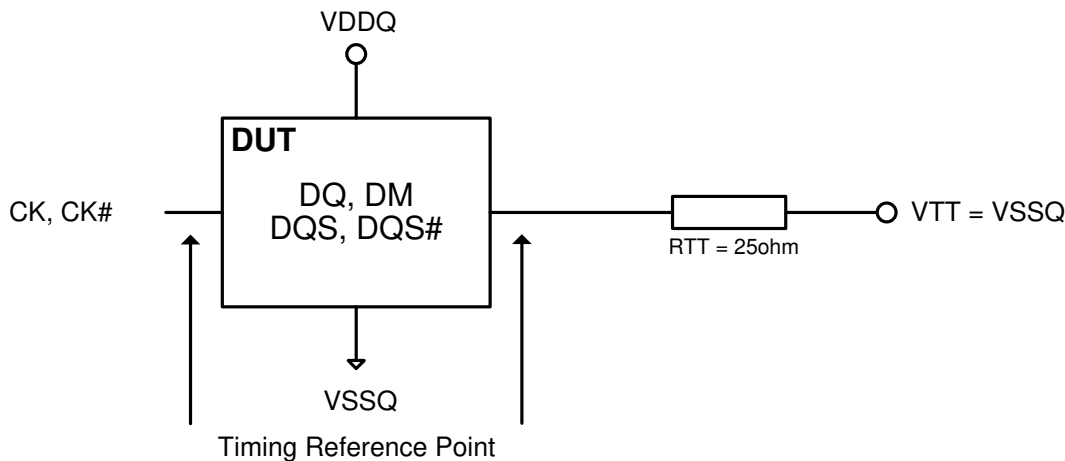 VDDQ
DUT
DQ, DM
DQS, DQS#
CK, CK#
VTT = VSSQ
RTT = 25ohm
VSSQ
Timing Reference Point